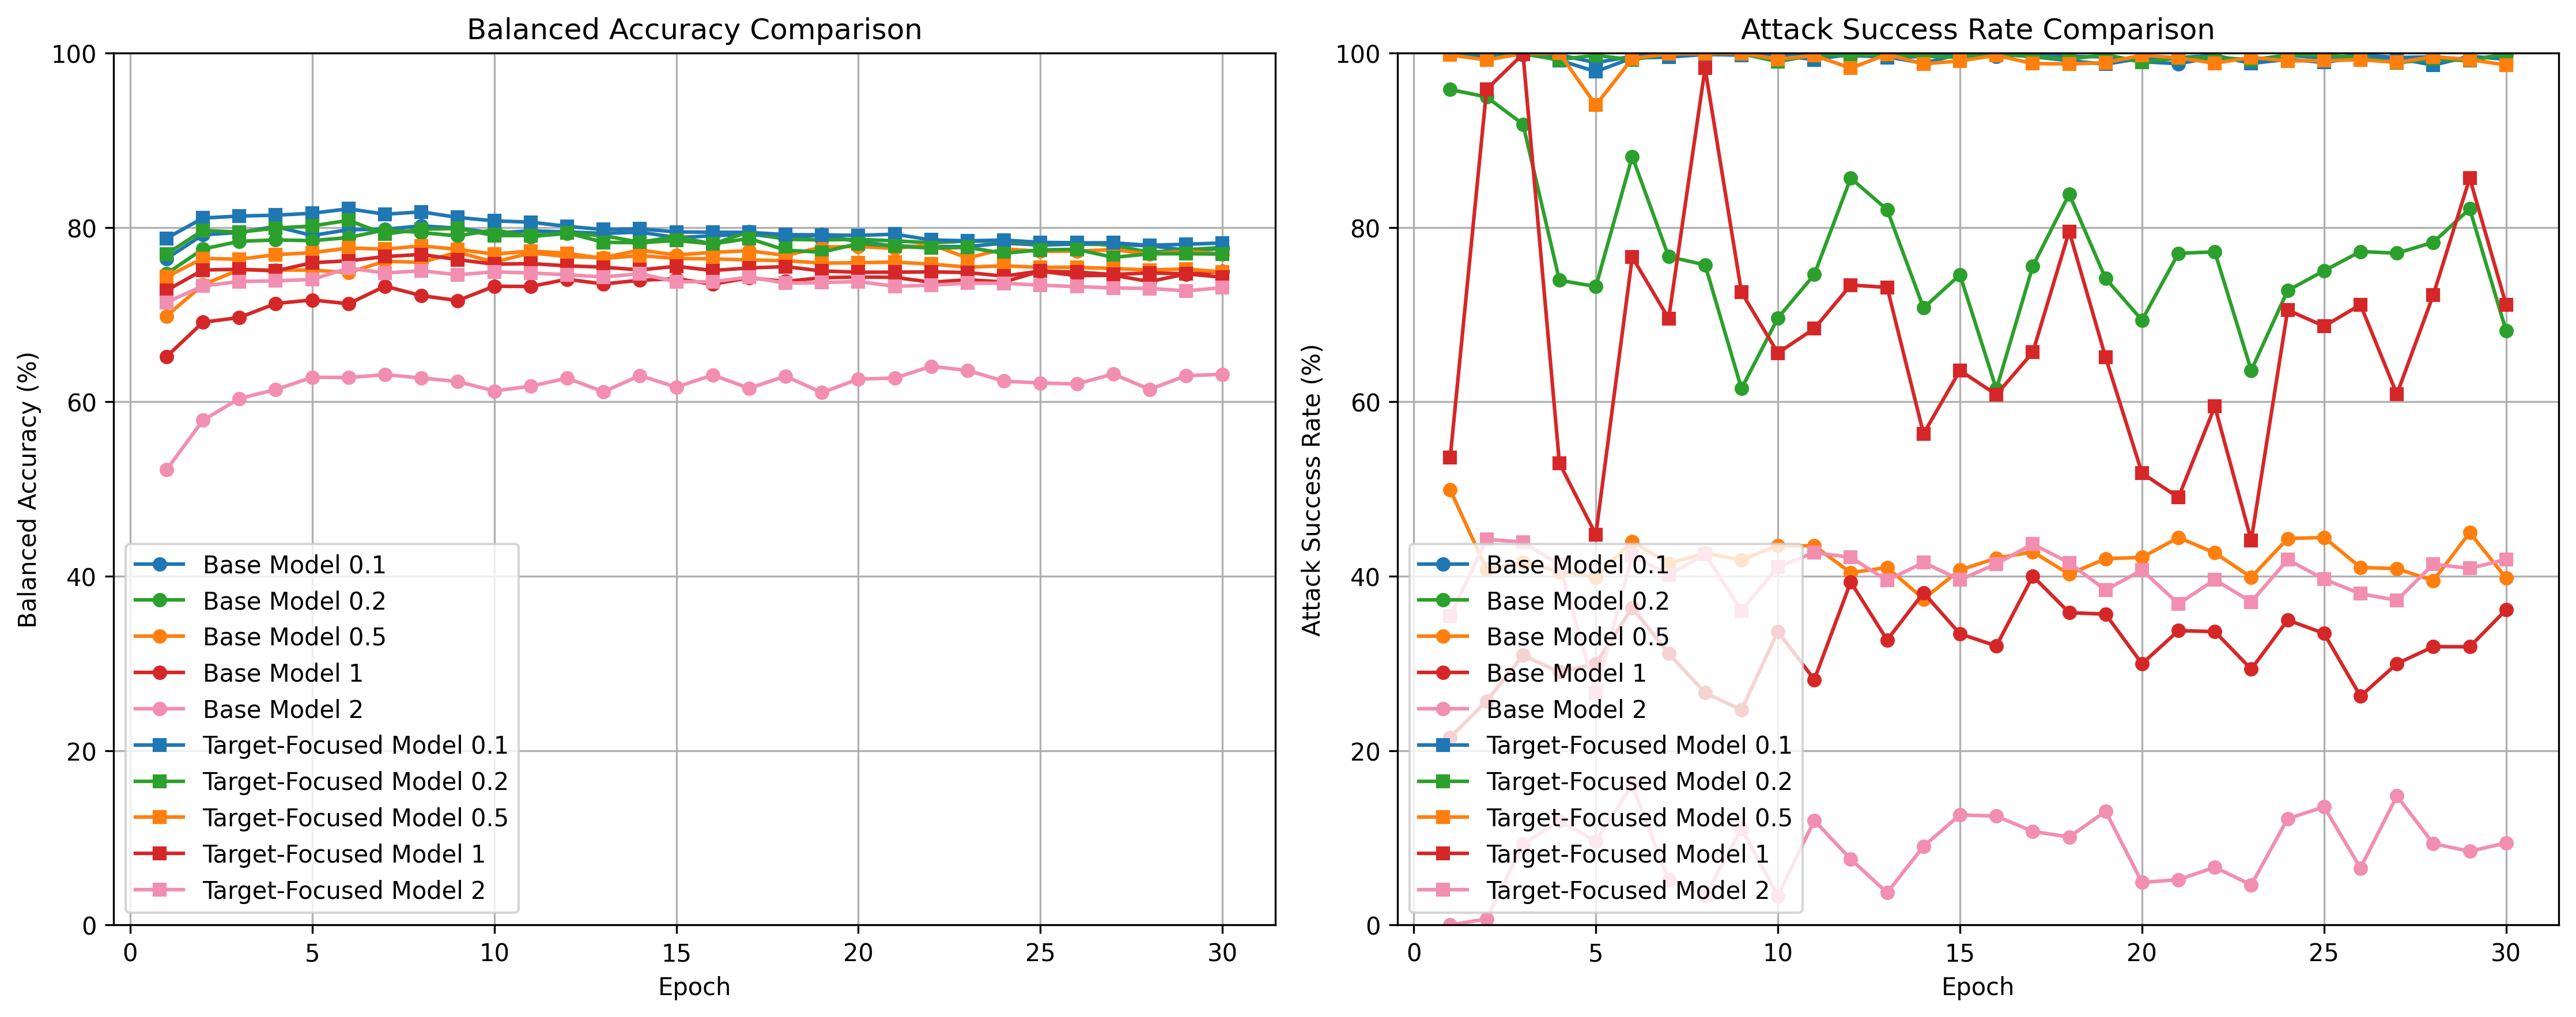 Balanced Accuracy Comparison
100
80
60
40
20
0
Balanced Accuracy (%)
Base Model 0.1
Base Model 0.2
Base Model 0.5
Base Model 1
Base Model 2
Target-Focused Model 0.1
Target-Focused Model 0.2
Target-Focused Model 0.5
Target-Focused Model 1
Target-Focused Model 2
0 5 10 15 20 25 30
Epoch
Attack Success Rate Comparison
100
80
60
40
20
0
Attack Success Rate (%)
Base Model 0.1
Base Model 0.2
Base Model 0.5
Base Model 1
Base Model 2
Target-Focused Model 0.1
Target-Focused Model 0.2
Target-Focused Model 0.5
Target-Focused Model 1
Target-Focused Model 2
0 5 10 15 20 25 30
Epoch